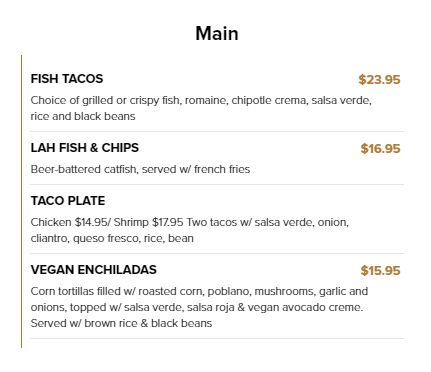 Main
FISH TACOS $23.95
Choice of grilled or crispy fish, romaine, chipotle crema, salsa verde,
rice and black beans
LAH FISH & CHIPS $16.95
Beer-battered catfish, served w/ french fries
TACO PLATE
Chicken $14.95/ Shrimp $17.95 Two tacos w/ salsa verde, onion,
cliantro, queso fresco, rice, bean
VEGAN ENCHILADAS $15.95
Corn tortillas filled w/ roasted corn, poblano, mushrooms, garlic and
onions, topped w/ salsa verde, salsa roja & vegan avocado creme.
Served w/ brown rice & black beans